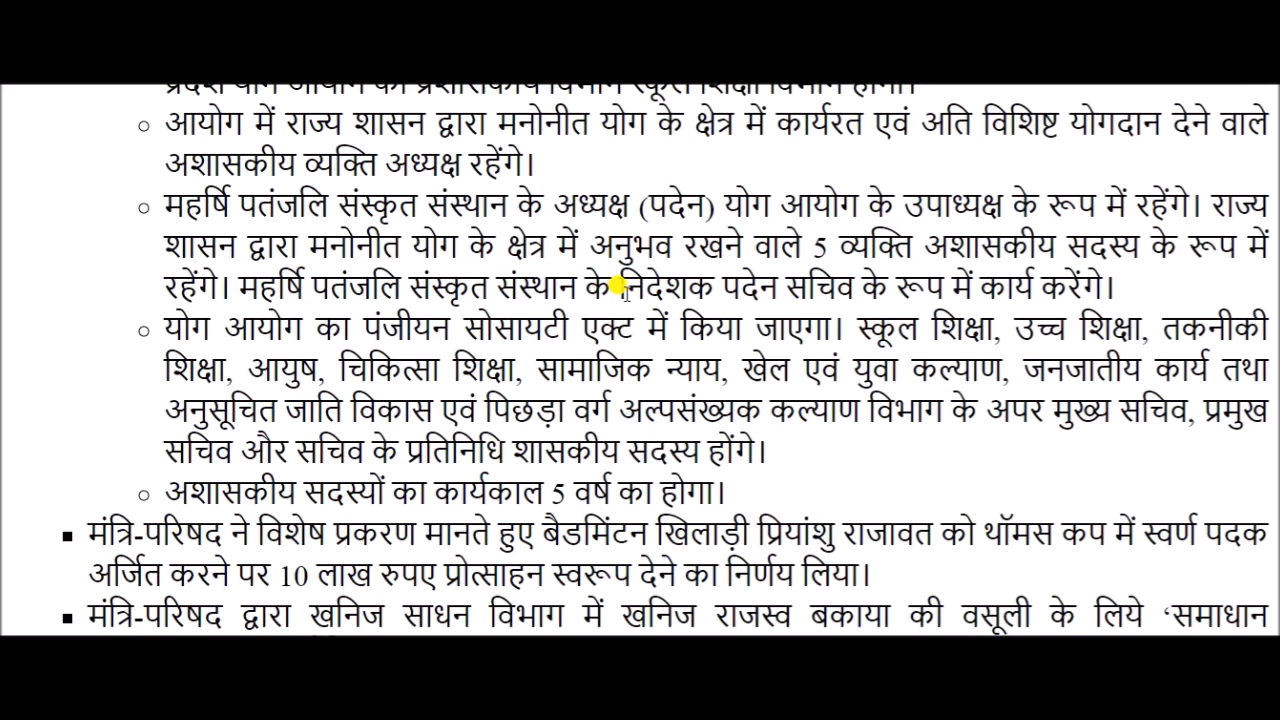 प्रदेश योग आयोग का प्रशासकीय विभाग स्कूल शिक्षा विभाग होगा।
○ आयोग में राज्य शासन द्वारा मनोनीत योग के क्षेत्र में कार्यरत एवं अति विशिष्ट योगदान देने वाले
अशासकीय व्यक्ति अध्यक्ष रहेंगे।
○ महर्षि पतंजलि संस्कृत संस्थान के अध्यक्ष (पदेन) योग आयोग के उपाध्यक्ष के रूप में रहेंगे। राज्य
शासन द्वारा मनोनीत योग के क्षेत्र में अनुभव रखने वाले 5 व्यक्ति अशासकीय सदस्य के रूप में
रहेंगे। महर्षि पतंजलि संस्कृत संस्थान के निदेशक पदेन सचिव के रूप में कार्य करेंगे।
○ योग आयोग का पंजीयन सोसायटी एक्ट में किया जाएगा। स्कूल शिक्षा, उच्च शिक्षा, तकनीकी
शिक्षा, आयुष, चिकित्सा शिक्षा, सामाजिक न्याय, खेल एवं युवा कल्याण, जनजातीय कार्य तथा
अनुसूचित जाति विकास एवं पिछड़ा वर्ग अल्पसंख्यक कल्याण विभाग के अपर मुख्य सचिव, प्रमुख
सचिव और सचिव के प्रतिनिधि शासकीय सदस्य होंगे।
○ अशासकीय सदस्यों का कार्यकाल 5 वर्ष का होगा।
▪ मंत्रि-परिषद ने विशेष प्रकरण मानते हुए बैडमिंटन खिलाड़ी प्रियांशु राजावत को थॉमस कप में स्वर्ण पदक
अर्जित करने पर 10 लाख रुपए प्रोत्साहन स्वरूप देने का निर्णय लिया।
▪ मंत्रि-परिषद द्वारा खनिज साधन विभाग में खनिज राजस्व बकाया की वसूली के लिये ‘समाधान